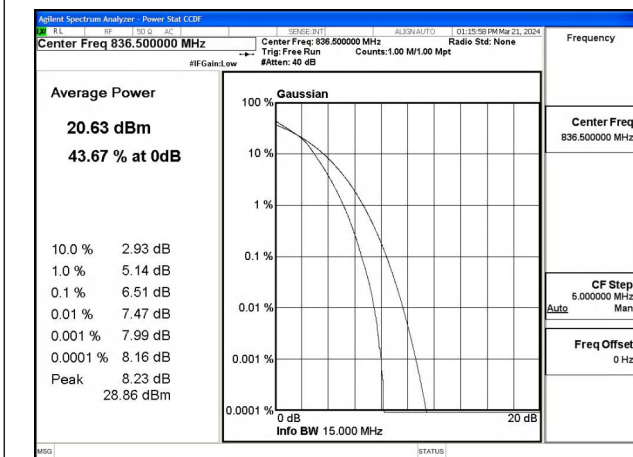 Agilent Spectrum Analyzer - Power Stat CCDF
RL RF 50 Ω AC SENSE:INT ALIGN AUTO 01:15:58 PM Mar 21, 2024
Center Freq 836.500000 MHz
Center Freq: 836.500000 MHz Radio Std: None
Trig: Free Run Counts:1.00 M/1.00 Mpt
#IFGain:Low #Atten: 40 dB
Frequency
Average Power
20.63 dBm
43.67 % at 0dB
10.0 % 2.93 dB
1.0 % 5.14 dB
0.1 % 6.51 dB
0.01 % 7.47 dB
0.001 % 7.99 dB
0.0001 % 8.16 dB
Peak 8.23 dB
28.86 dBm
Gaussian
100 %
10 %
1 %
0.1 %
0.01 %
0.001 %
0.0001 %
0 dB 20 dB
Info BW 15.000 MHz
Center Freq
836.500000 MHz
CF Step
5.000000 MHz
Auto Man
Freq Offset
0 Hz
MSG STATUS